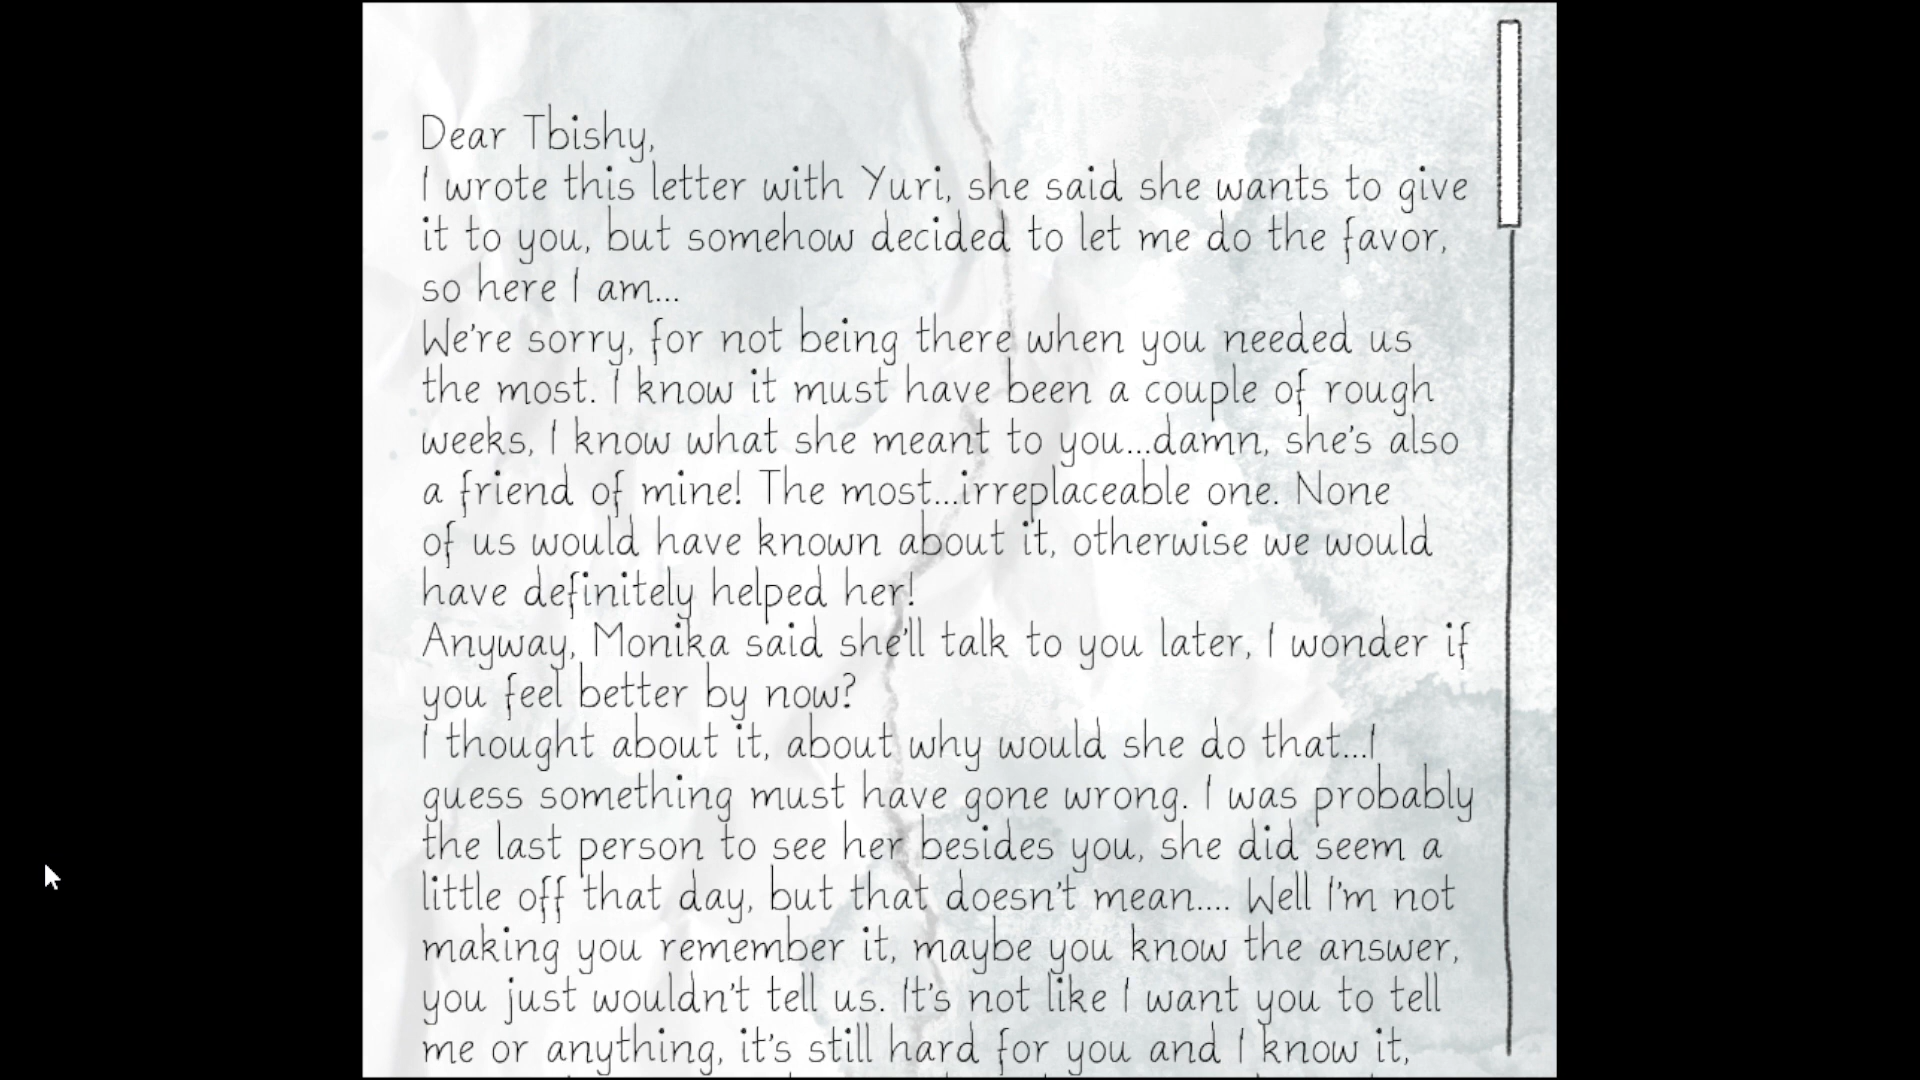 Dear Tbishy,
I wrote this letter with Yuri, she said she wants to give
it to you, but somehow decided to let me do the favor,
so here I am...
We're sorry, for not being there when you needed us
the most. I know it must have been a couple of rough
weeks, I know what she meant to you...damn, she's also
a friend of mine! The most...irreplaceable one. None
of us would have known about it, otherwise we would
have definitely helped her!
Anyway, Monika said she'll talk to you later, I wonder if
you feel better by now?
I thought about it, about why would she do that...I
guess something must have gone wrong. I was probably
the last person to see her besides you, she did seem a
little off that day, but that doesn't mean.... Well I'm not
making you remember it, maybe you know the answer,
you just wouldn't tell us. It's not like I want you to tell
me or anything, it's still hard for you and I know it,